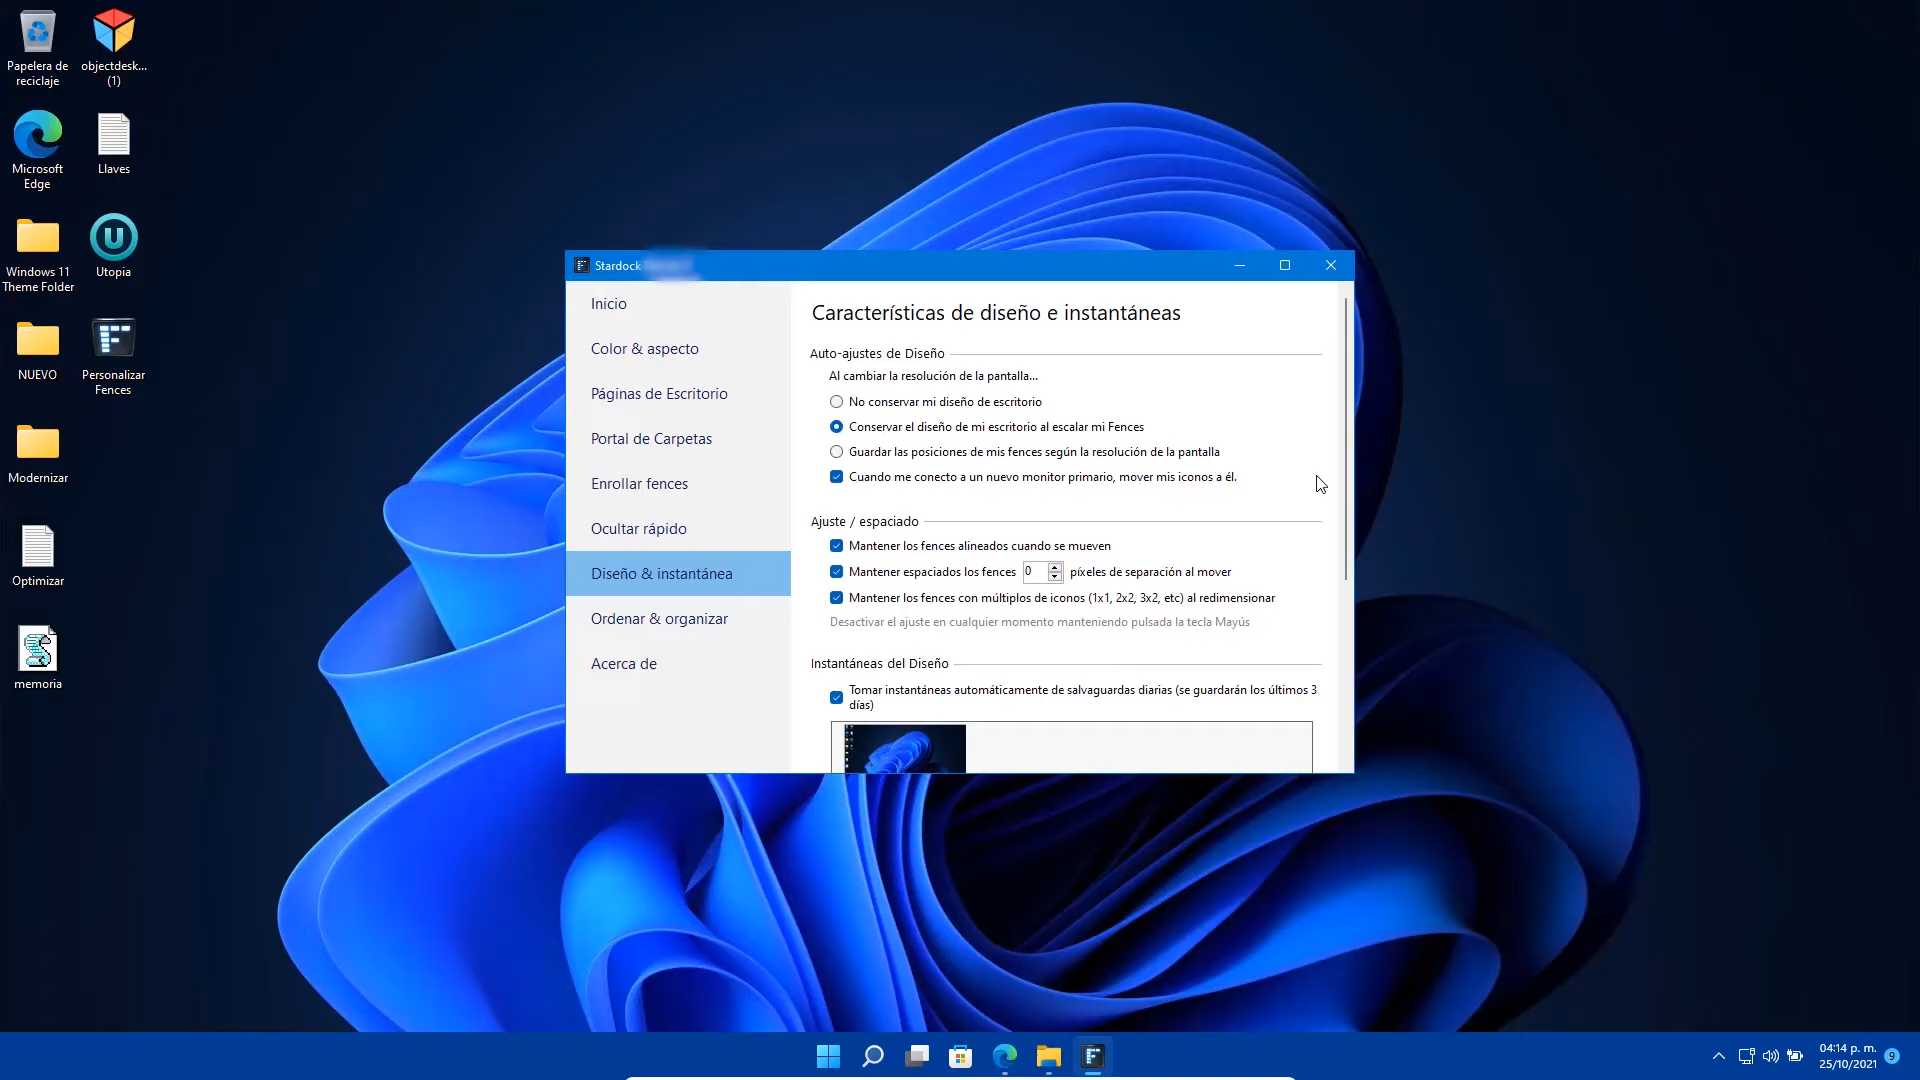 Papelera de
reciclaje
objectdesk...
(1)
Microsoft
Edge
Llaves
Windows 11
Theme Folder
Utopia
NUEVO
Personalizar
Fences
Modernizar
Optimizar
memoria
Stardock
Inicio
Color & aspecto
Páginas de Escritorio
Portal de Carpetas
Enrollar fences
Ocultar rápido
Diseño & instantánea
Ordenar & organizar
Acerca de
Características de diseño e instantáneas
Auto-ajustes de Diseño
Al cambiar la resolución de la pantalla...
No conservar mi diseño de escritorio
Conservar el diseño de mi escritorio al escalar mi Fences
Guardar las posiciones de mis fences según la resolución de la pantalla
Cuando me conecto a un nuevo monitor primario, mover mis iconos a él.
Ajuste / espaciado
Mantener los fences alineados cuando se mueven
Mantener espaciados los fences 0 píxeles de separación al mover
Mantener los fences con múltiplos de iconos (1x1, 2x2, 3x2, etc) al redimensionar
Desactivar el ajuste en cualquier momento manteniendo pulsada la tecla Mayús
Instantáneas del Diseño
Tomar instantáneas automáticamente de salvaguardas diarias (se guardarán los últimos 3
días)
04:14 p. m.
25/10/2021
9